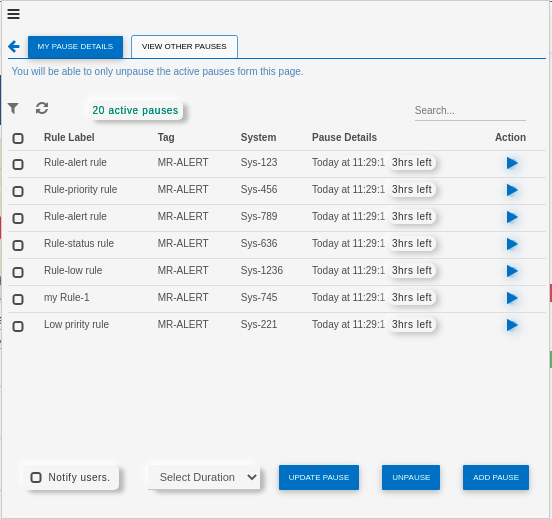 MY PAUSE DETAILS VIEW OTHER PAUSES
You will be able to only unpause the active pauses form this page.
20 active pauses Search...
Rule Label Tag System Pause Details Action
Rule-alert rule MR-ALERT Sys-123 Today at 11:29:1 3hrs left
Rule-priority rule MR-ALERT Sys-456 Today at 11:29:1 3hrs left
Rule-alert rule MR-ALERT Sys-789 Today at 11:29:1 3hrs left
Rule-status rule MR-ALERT Sys-636 Today at 11:29:1 3hrs left
Rule-low rule MR-ALERT Sys-1236 Today at 11:29:1 3hrs left
my Rule-1 MR-ALERT Sys-745 Today at 11:29:1 3hrs left
Low pririty rule MR-ALERT Sys-221 Today at 11:29:1 3hrs left
Notify users. Select Duration UPDATE PAUSE UNPAUSE ADD PAUSE